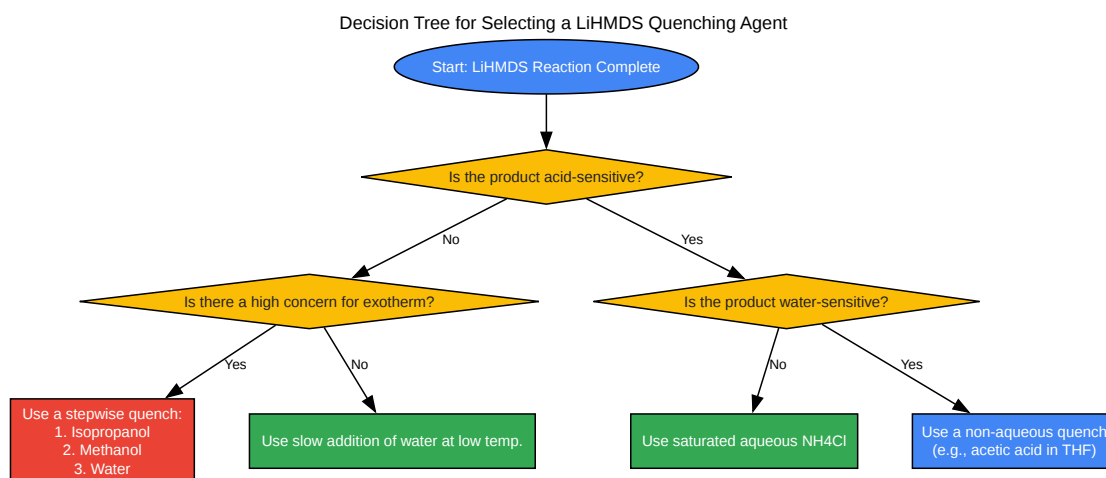 Decision Tree for Selecting a LiHMDS Quenching Agent
Start: LiHMDS Reaction Complete
Is the product acid-sensitive?
No
Yes
Is there a high concern for exotherm?
Is the product water-sensitive?
Yes
No
No
Yes
Use a stepwise quench:
1. Isopropanol
2. Methanol
3. Water
Use slow addition of water at low temp.
Use saturated aqueous NH4Cl
Use a non-aqueous quench
(e.g., acetic acid in THF)